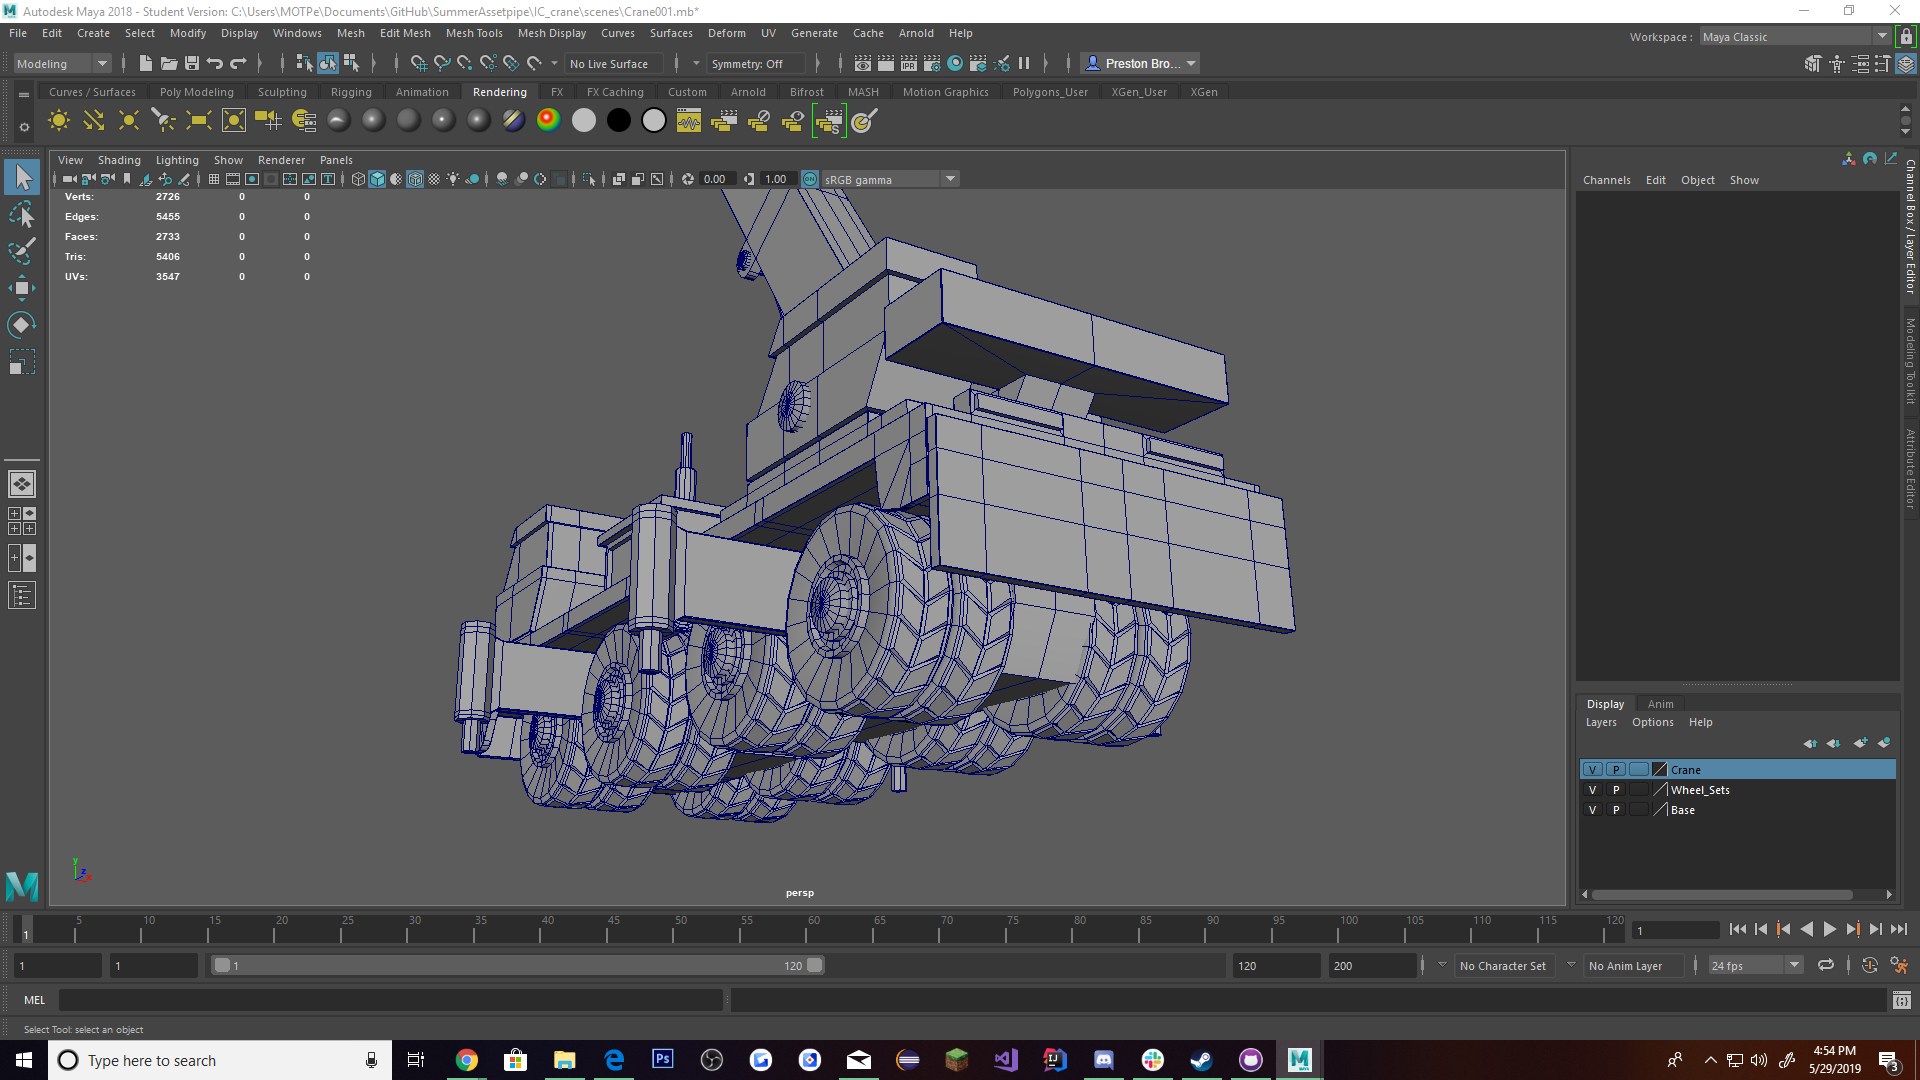 Autodesk Maya 2018 - Student Version: C:\Users\MOTPe\Documents\GitHub\SummerAssetpipe\IC_crane\scenes\Crane001.mb*
File Edit Create Select Modify Display Windows Mesh Edit Mesh Mesh Tools Mesh Display Curves Surfaces Deform UV Generate Cache Arnold Help
Workspace : Maya Classic
Modeling No Live Surface Symmetry: Off IPR Preston Bro...
Curves / Surfaces Poly Modeling Sculpting Rigging Animation Rendering FX FX Caching Custom Arnold Bifrost MASH Motion Graphics Polygons_User XGen_User XGen
View Shading Lighting Show Renderer Panels
0.00 1.00 ON sRGB gamma
Verts: 2726 0 0
Edges: 5455 0 0
Faces: 2733 0 0
Tris: 5406 0 0
UVs: 3547 0 0
persp
y
z
x
Channels Edit Object Show
Channel Box / Layer Editor
Modeling Toolkit
Attribute Editor
Display Anim
Layers Options Help
V P Crane
V P Wheel_Sets
V P Base
1 5 10 15 20 25 30 35 40 45 50 55 60 65 70 75 80 85 90 95 100 105 110 115 120 1
1 1 1 120 120 200 No Character Set No Anim Layer 24 fps
MEL
Select Tool: select an object
Type here to search
Ps
IJ
M
4:54 PM
5/29/2019
3